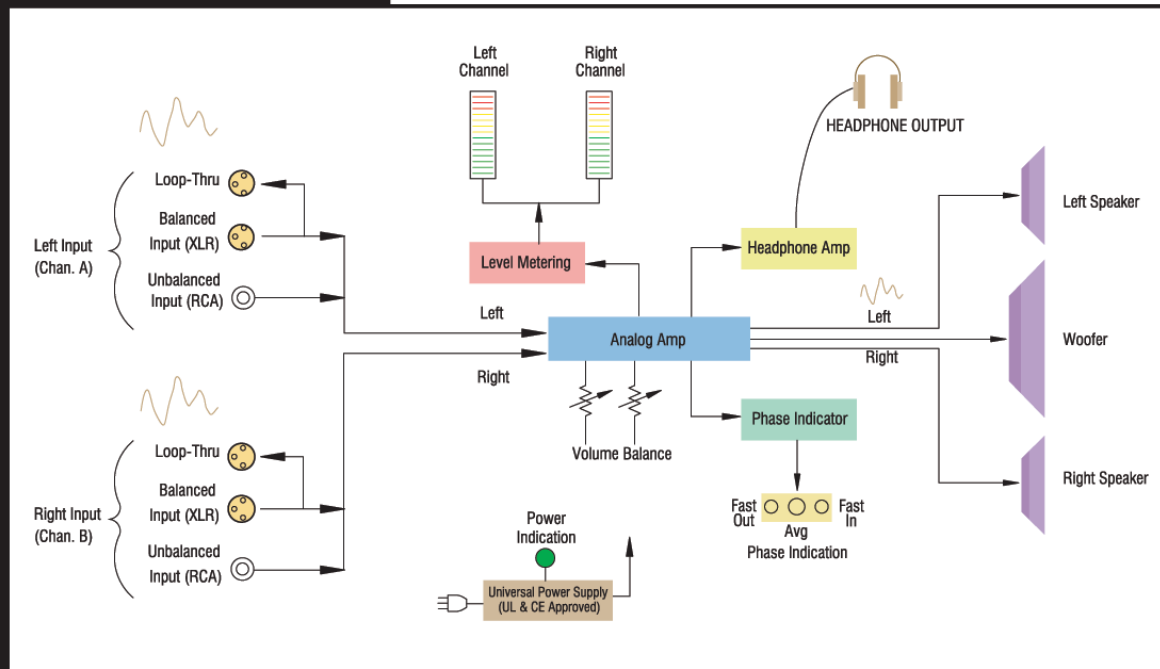 Left
Channel
Right
Channel
HEADPHONE OUTPUT
Loop-Thru
Balanced
Input (XLR)
Unbalanced
Input (RCA)
Left Input
(Chan. A)
Level Metering
Headphone Amp
Left Speaker
Left
Left
Analog Amp
Woofer
Right
Right
Volume Balance
Phase Indicator
Loop-Thru
Balanced
Input (XLR)
Unbalanced
Input (RCA)
Right Input
(Chan. B)
Right Speaker
Fast
Out
Fast
In
Avg
Phase Indication
Power
Indication
Universal Power Supply
(UL & CE Approved)